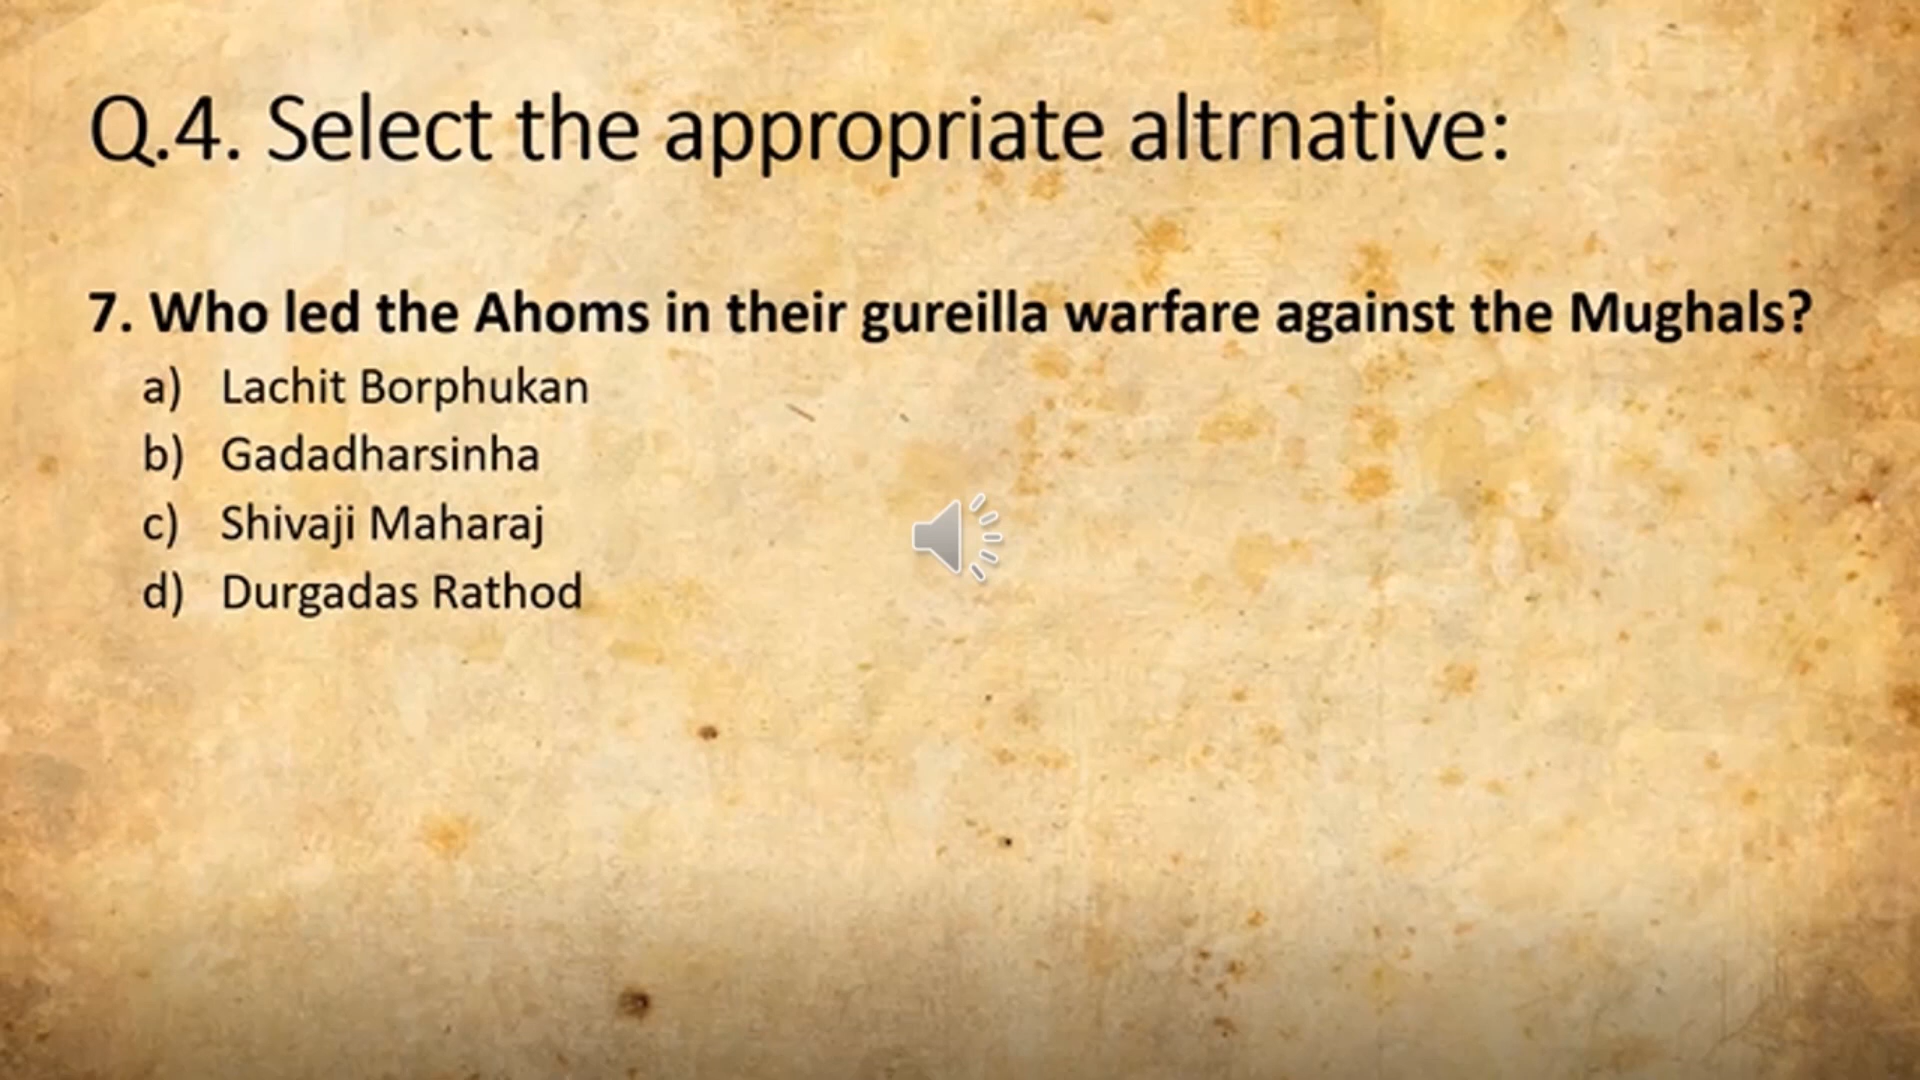 Q.4. Select the appropriate altrnative:
7. Who led the Ahoms in their gureilla warfare against the Mughals?
a) Lachit Borphukan
b) Gadadharsinha
c) Shivaji Maharaj
d) Durgadas Rathod